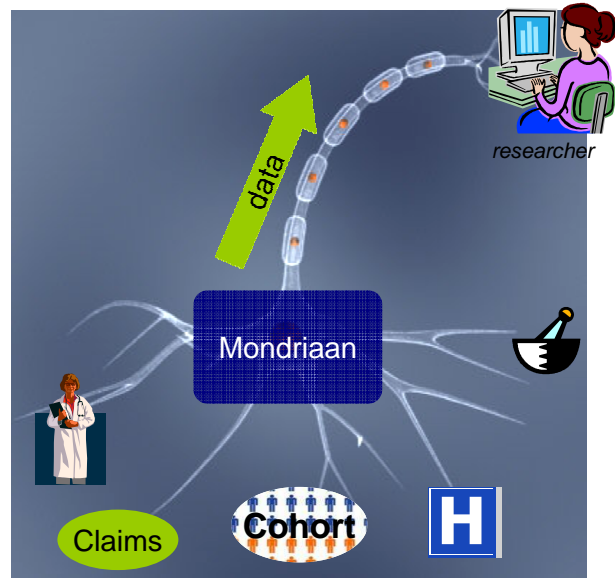 researcher
data
Mondriaan
Claims
Cohort
H